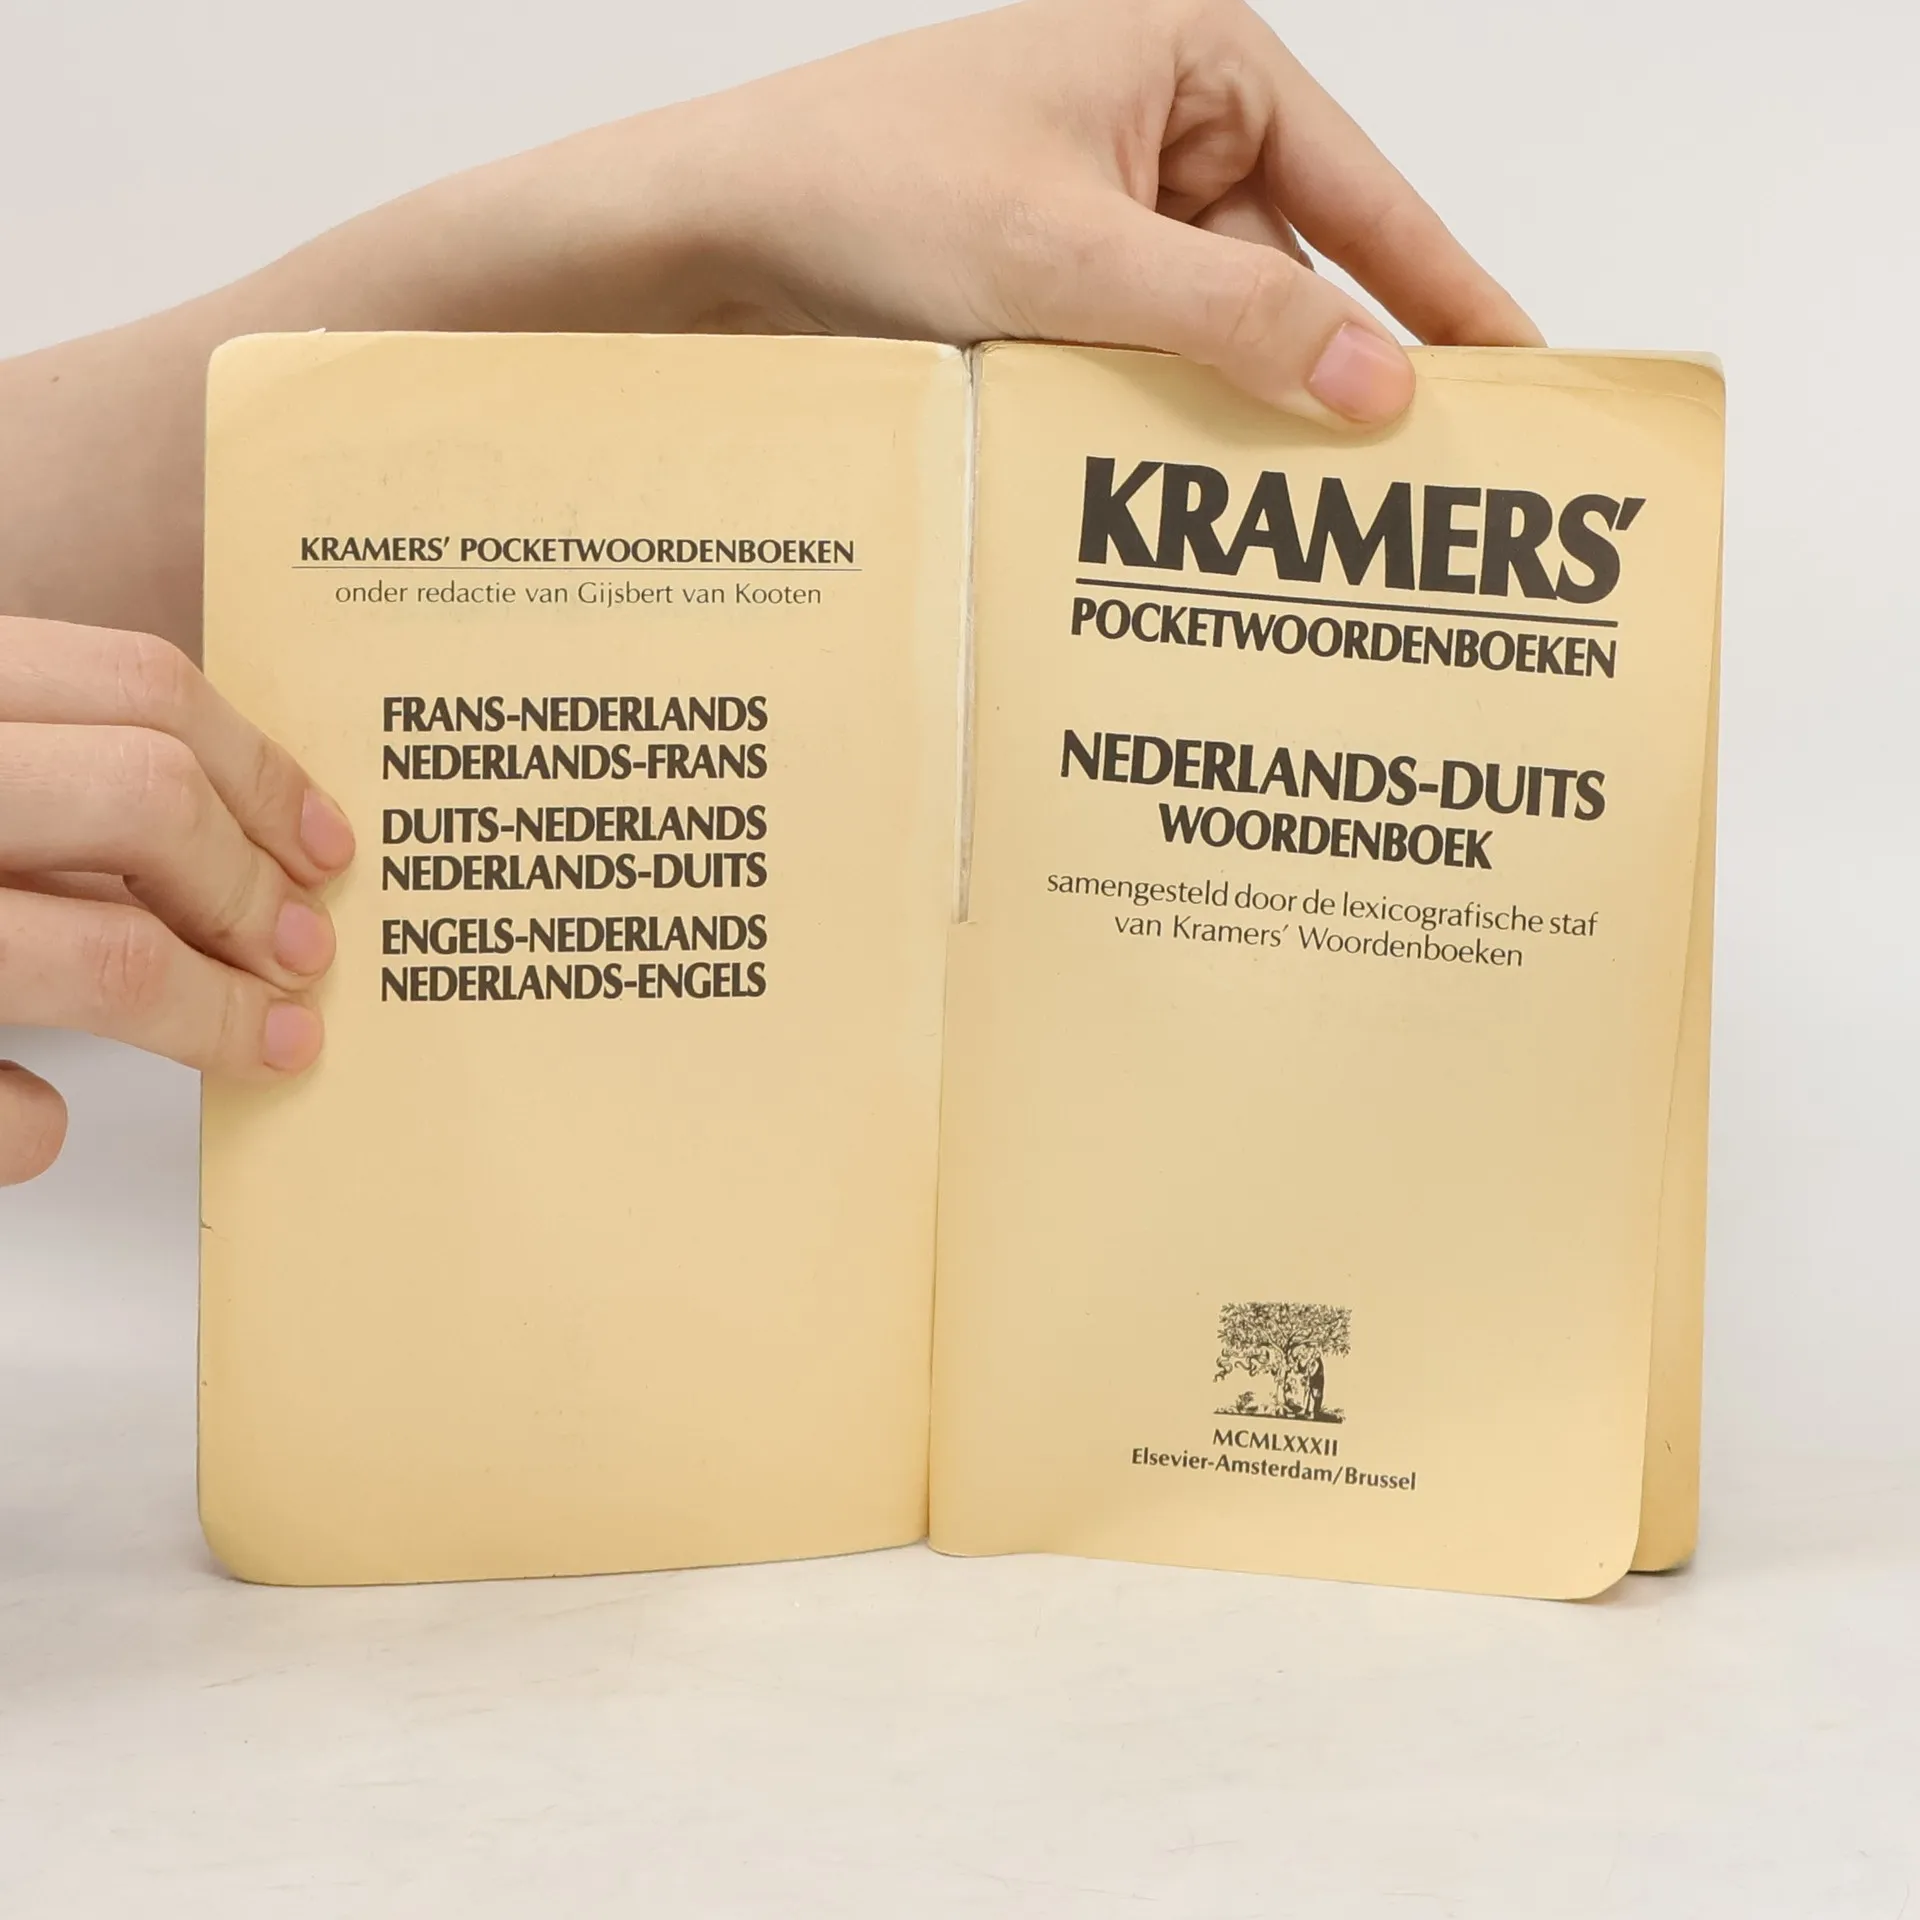 KRAMERS' POCKETWOORDENBOEKEN
onder redactie van Gijsbert van Kooten
FRANS-NEDERLANDS
NEDERLANDS-FRANS
DUITS-NEDERLANDS
NEDERLANDS-DUITS
ENGELS-NEDERLANDS
NEDERLANDS-ENGELS
KRAMERS'
POCKETWOORDENBOEKEN
NEDERLANDS-DUITS
WOORDENBOEK
samengesteld door de lexicografische staf
van Kramers' Woordenboeken
MCMLXXXII
Elsevier-Amsterdam/Brussel